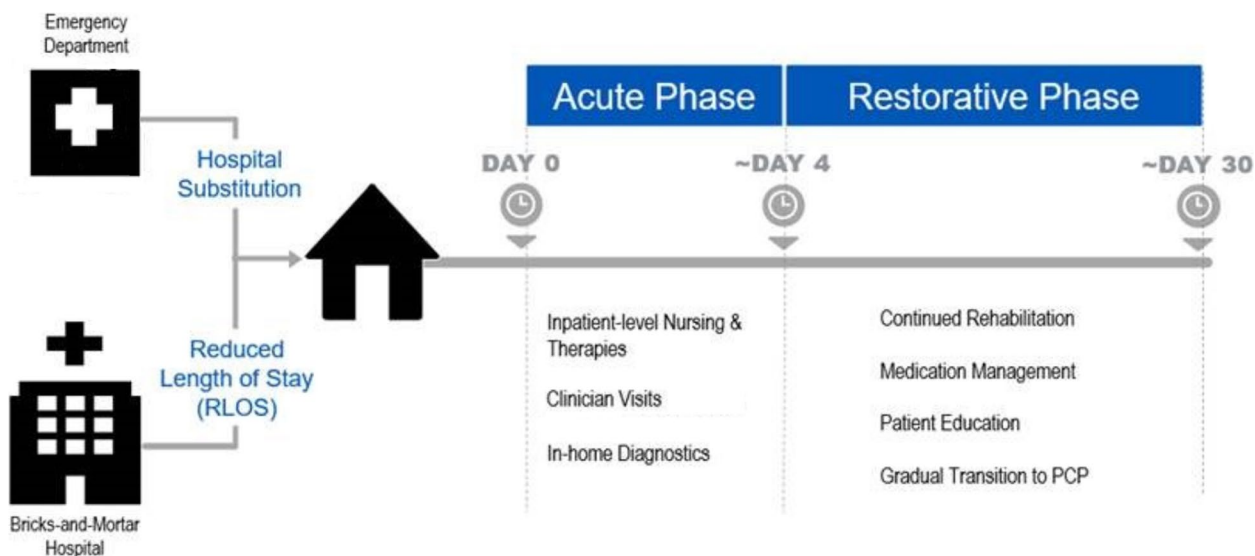 Emergency
Department
Hospital
Substitution
Reduced
Length of Stay
(RLOS)
Bricks-and-Mortar
Hospital
Acute Phase
Restorative Phase
DAY 0
~DAY 4
~DAY 30
Inpatient-level Nursing &
Therapies
Clinician Visits
In-home Diagnostics
Continued Rehabilitation
Medication Management
Patient Education
Gradual Transition to PCP